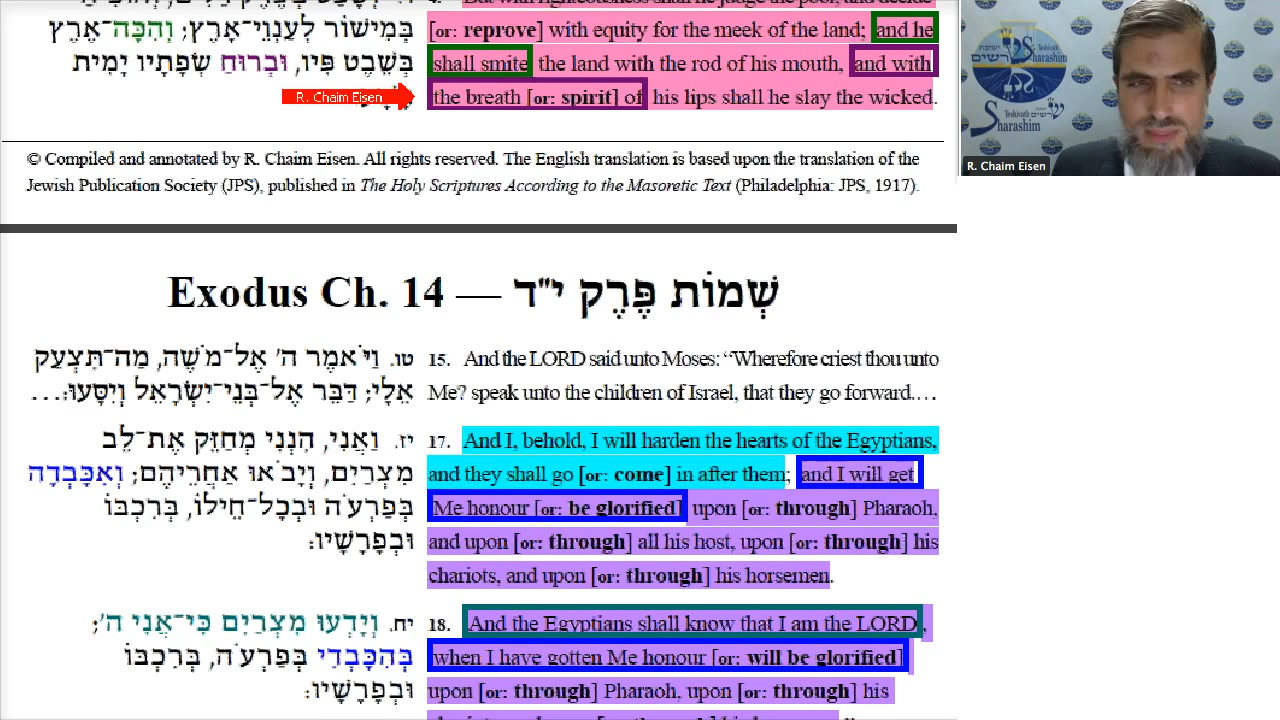 [or: reprove] with equity for the meek of the land; and he
shall smite the land with the rod of his mouth, and with
the breath [or: spirit] of his lips shall he slay the wicked.
בְּמִישׁוֹר לְעַנְוֵי־אָרֶץ; וְהִכָּה־אֶרֶץ
בְּשֵׁבֶט פִּיו, וּבְרוּחַ שְׂפָתָיו יָמִית
R. Chaim Eisen
© Compiled and annotated by R. Chaim Eisen. All rights reserved. The English translation is based upon the translation of the
Jewish Publication Society (JPS), published in The Holy Scriptures According to the Masoretic Text (Philadelphia: JPS, 1917).
Exodus Ch. 14 — שְׁמוֹת פֶּרֶק י"ד
15. And the LORD said unto Moses: “Wherefore criest thou unto
Me? speak unto the children of Israel, that they go forward.…
טו. וַיֹּאמֶר ה' אֶל־מֹשֶׁה, מַה־תִּצְעַק
אֵלָי; דַּבֵּר אֶל־בְּנֵי־יִשְׂרָאֵל וְיִסָּעוּ:…
17. And I, behold, I will harden the hearts of the Egyptians,
and they shall go [or: come] in after them; and I will get
Me honour [or: be glorified] upon [or: through] Pharaoh,
and upon [or: through] all his host, upon [or: through] his
chariots, and upon [or: through] his horsemen.
יז. וַאֲנִי, הִנְנִי מְחַזֵּק אֶת־לֵב
מִצְרַיִם, וְיָבֹאוּ אַחֲרֵיהֶם; וְאִכָּבְדָה
בְּפַרְעֹה וּבְכָל־חֵילוֹ, בְּרִכְבּוֹ
וּבְפָרָשָׁיו:
18. And the Egyptians shall know that I am the LORD,
when I have gotten Me honour [or: will be glorified]
upon [or: through] Pharaoh, upon [or: through] his
יח. וְיָדְעוּ מִצְרַיִם כִּי־אֲנִי ה';
בְּהִכָּבְדִי בְּפַרְעֹה, בְּרִכְבּוֹ
וּבְפָרָשָׁיו:
Yeshivath
Sharashim
Yeshivath
Sharashim
R. Chaim Eisen